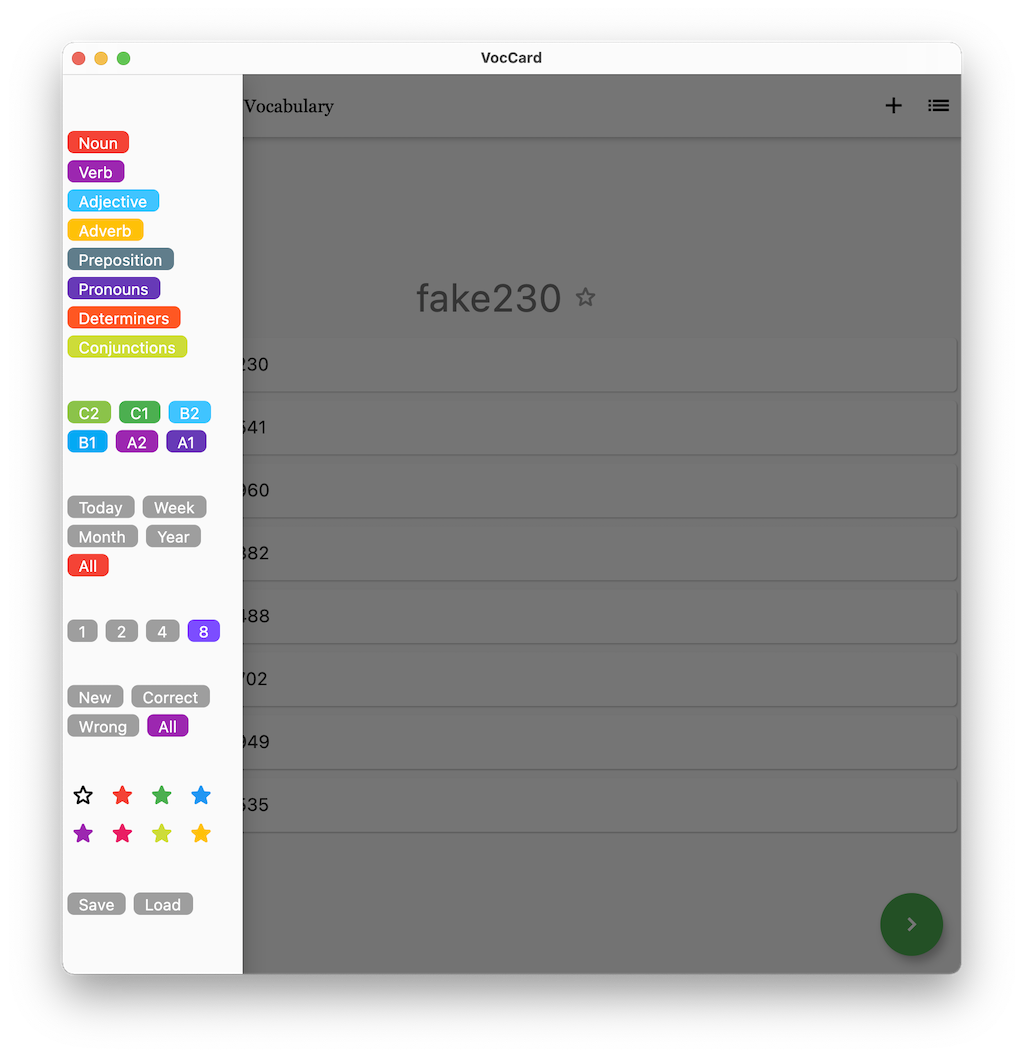 VocCard
Vocabulary
Noun
Verb
Adjective
Adverb
Preposition
Pronouns
Determiners
Conjunctions
C2 C1 B2
B1 A2 A1
Today Week
Month Year
All
1 2 4 8
New Correct
Wrong All
Save Load
fake230
230
541
960
382
488
702
949
535